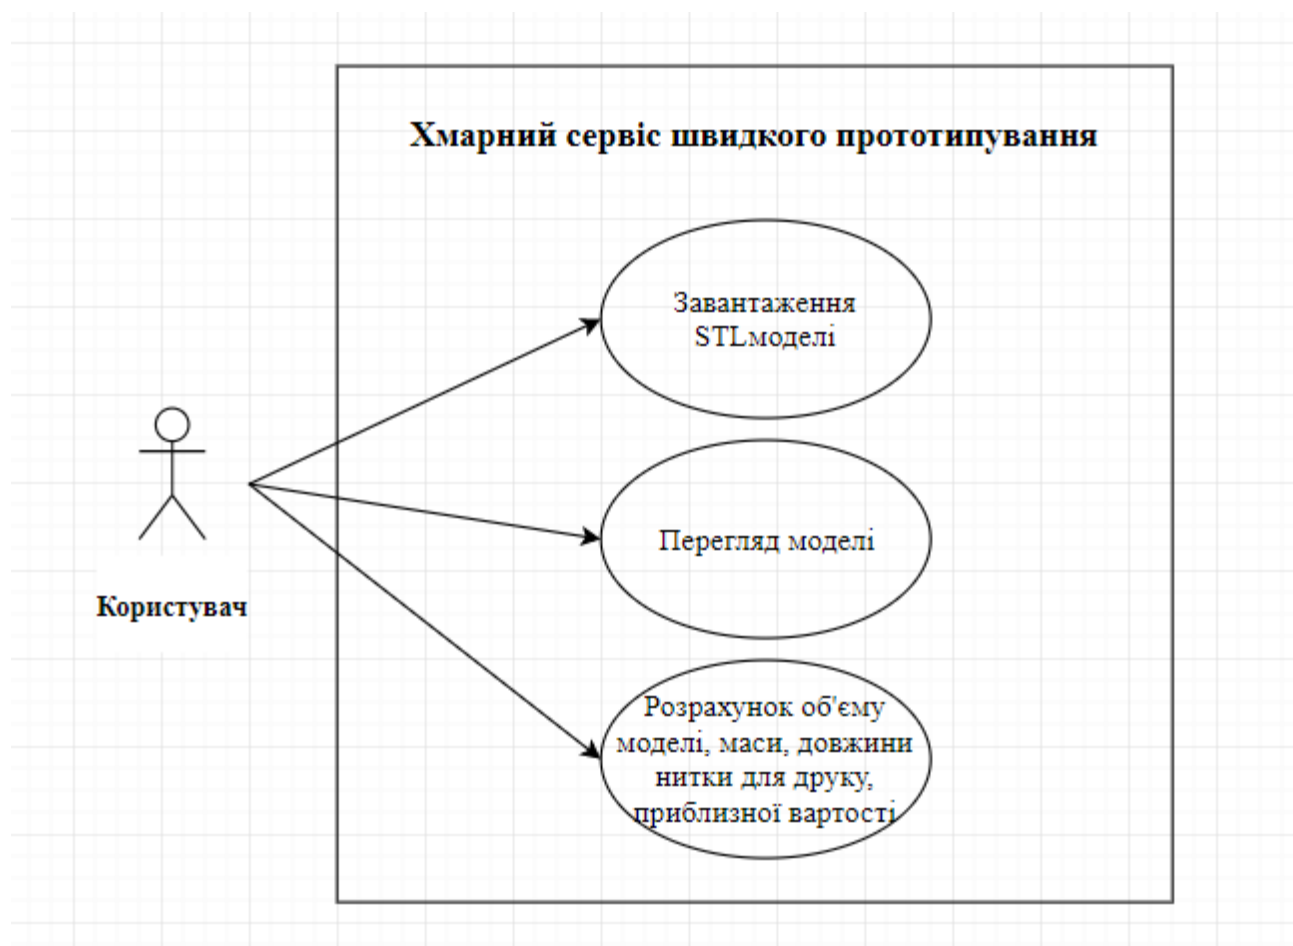 Хмарний сервіс швидкого прототипування
Завантаження
STLмоделі
Перегляд моделі
Користувач
Розрахунок об'єму
моделі, маси, довжини
нитки для друку,
приблизної вартості